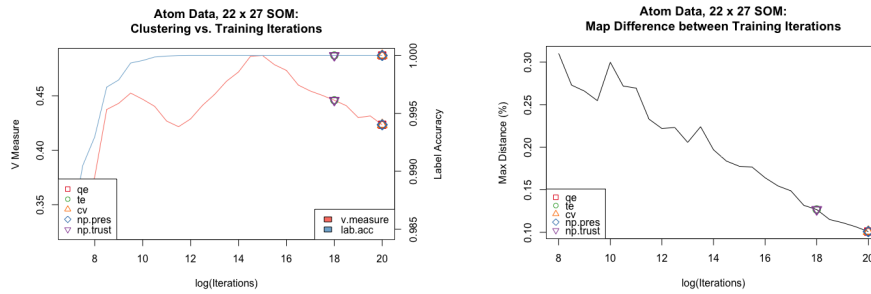 Atom Data, 22 x 27 SOM:
Clustering vs. Training Iterations
V Measure
0.45
0.40
0.35
1.000
0.995
0.990
0.985
Label Accuracy
qe
te
cv
np.pres
np.trust
v.measure
lab.acc
8 10 12 14 16 18 20
log(Iterations)
Atom Data, 22 x 27 SOM:
Map Difference between Training Iterations
Max Distance (%)
0.30
0.25
0.20
0.15
0.10
qe
te
cv
np.pres
np.trust
8 10 12 14 16 18 20
log(Iterations)